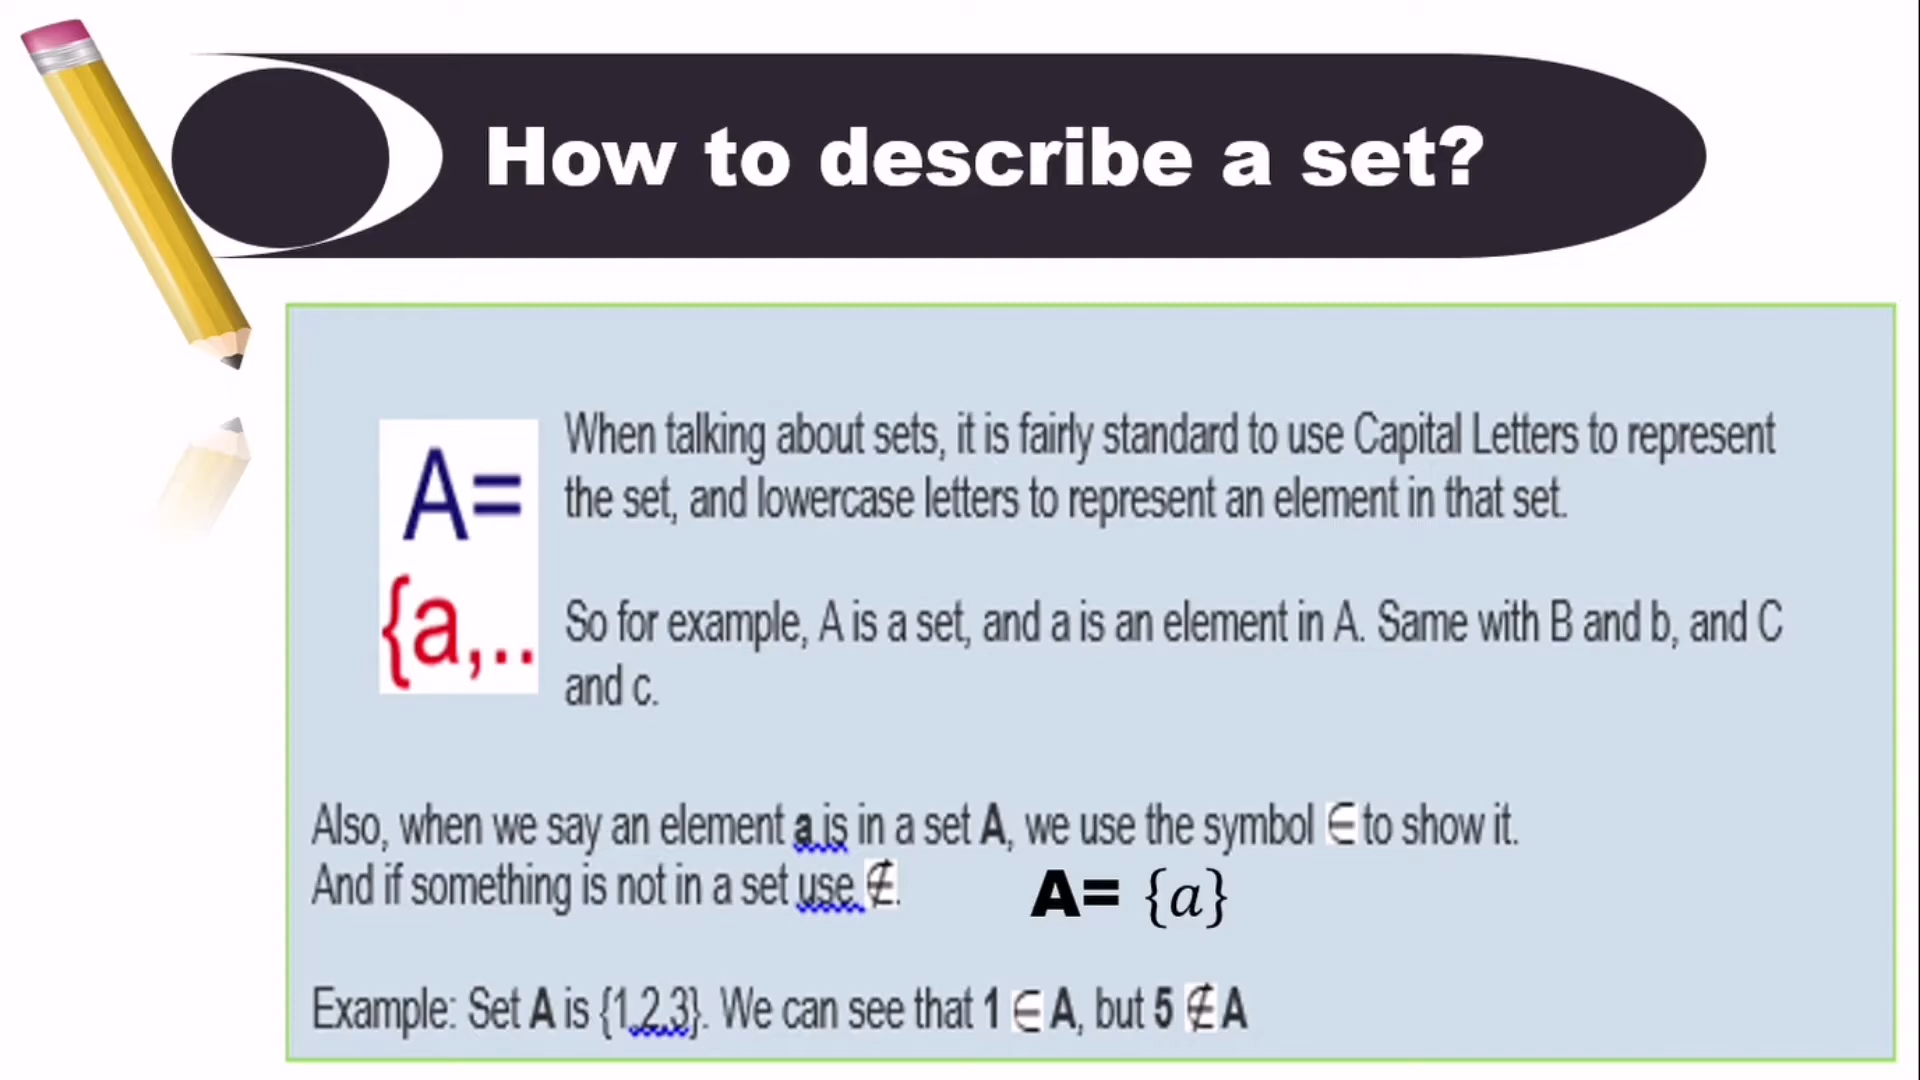 How to describe a set?
A=
{a,..
When talking about sets, it is fairly standard to use Capital Letters to represent
the set, and lowercase letters to represent an element in that set.
So for example, A is a set, and a is an element in A. Same with B and b, and C
and c.
Also, when we say an element a is in a set A, we use the symbol ∈ to show it.
And if something is not in a set use ∉.
A= {a}
Example: Set A is {1,2,3}. We can see that 1 ∈ A, but 5 ∉ A